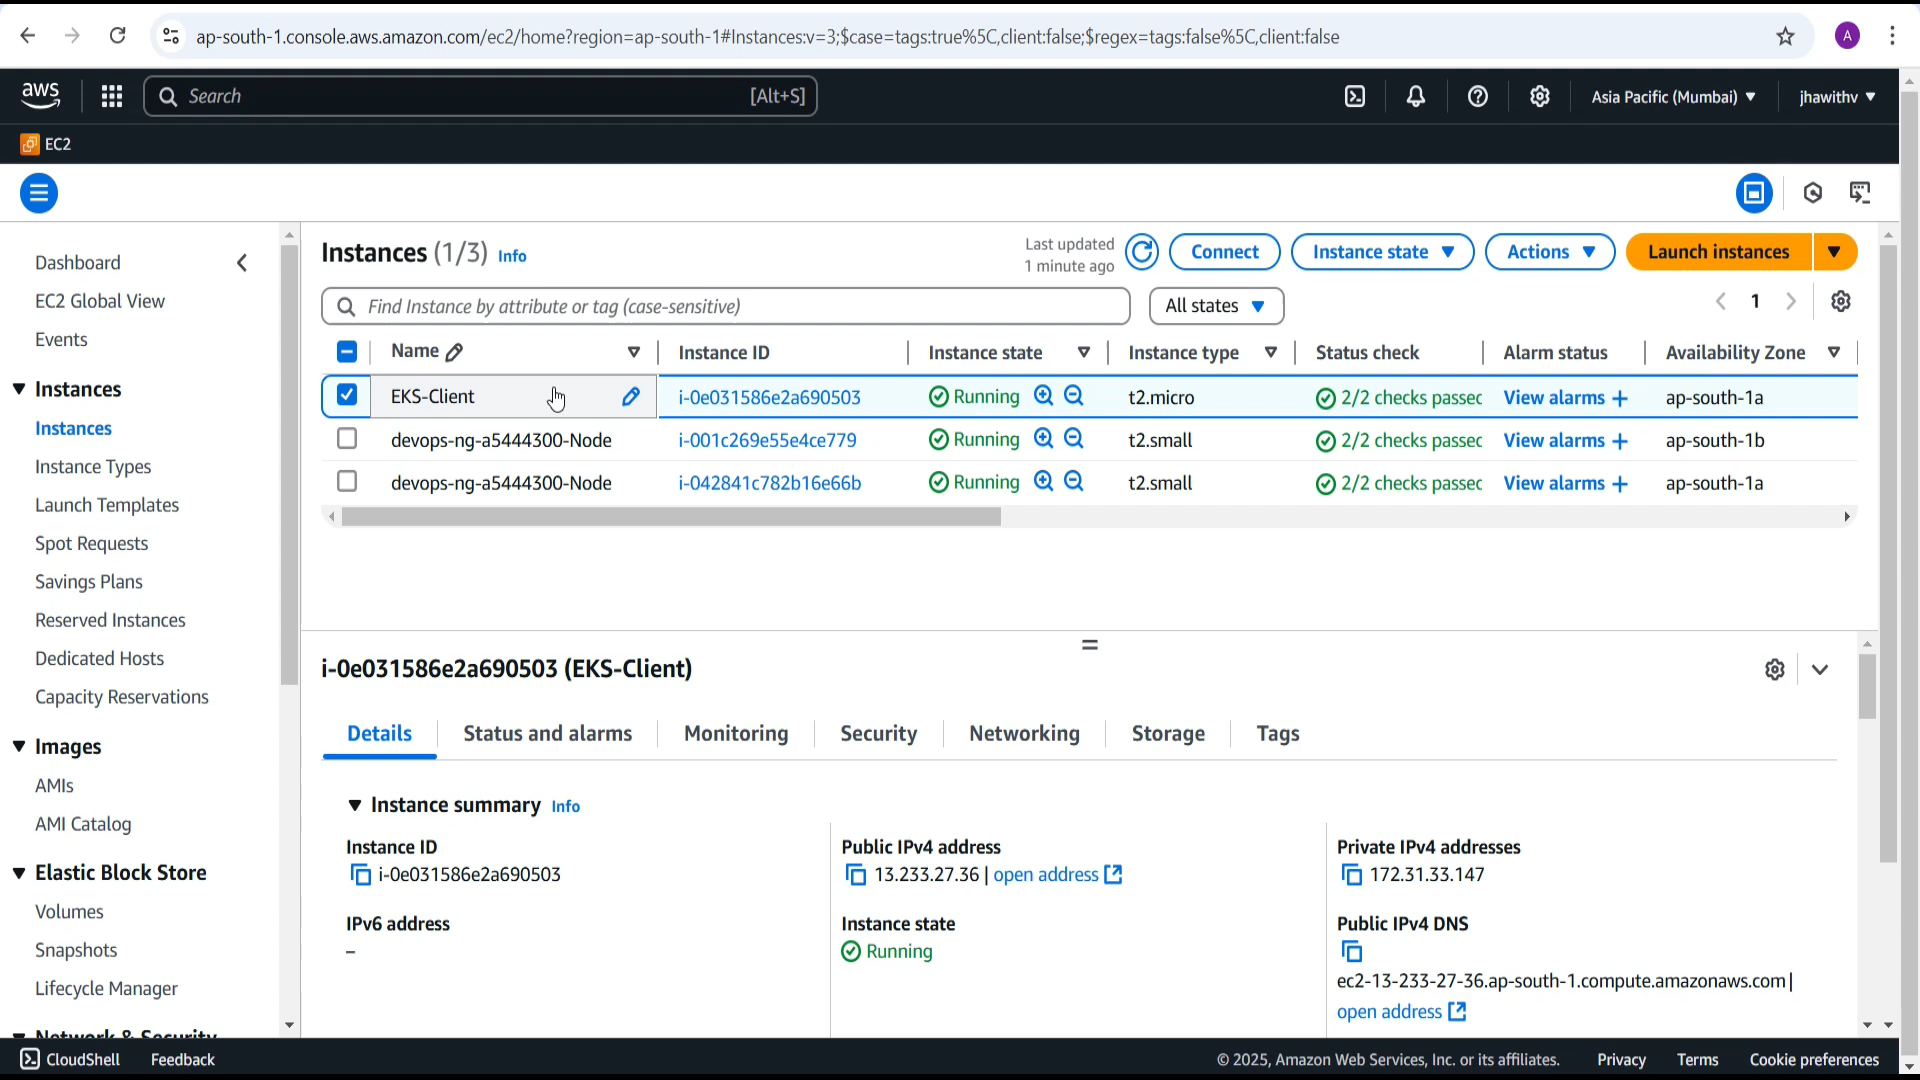 ap-south-1.console.aws.amazon.com/ec2/home?region=ap-south-1#Instances:v=3;$case=tags:true%5C,client:false;$regex=tags:false%5C,client:false
A
aws
Search
[Alt+S]
Asia Pacific (Mumbai)
jhawithv
EC2
Dashboard
EC2 Global View
Events
Instances
Instances
Instance Types
Launch Templates
Spot Requests
Savings Plans
Reserved Instances
Dedicated Hosts
Capacity Reservations
Images
AMIs
AMI Catalog
Elastic Block Store
Volumes
Snapshots
Lifecycle Manager
Network & Security
Instances (1/3) Info
Last updated
1 minute ago
Connect
Instance state
Actions
Launch instances
Find Instance by attribute or tag (case-sensitive)
All states
1
Name Instance ID Instance state Instance type Status check Alarm status Availability Zone
EKS-Client i-0e031586e2a690503 Running t2.micro 2/2 checks passed View alarms + ap-south-1a
devops-ng-a5444300-Node i-001c269e55e4ce779 Running t2.small 2/2 checks passed View alarms + ap-south-1b
devops-ng-a5444300-Node i-042841c782b16e66b Running t2.small 2/2 checks passed View alarms + ap-south-1a
i-0e031586e2a690503 (EKS-Client)
Details Status and alarms Monitoring Security Networking Storage Tags
Instance summary Info
Instance ID
i-0e031586e2a690503
IPv6 address
–
Public IPv4 address
13.233.27.36 | open address
Instance state
Running
Private IPv4 addresses
172.31.33.147
Public IPv4 DNS
ec2-13-233-27-36.ap-south-1.compute.amazonaws.com |
open address
CloudShell Feedback © 2025, Amazon Web Services, Inc. or its affiliates. Privacy Terms Cookie preferences